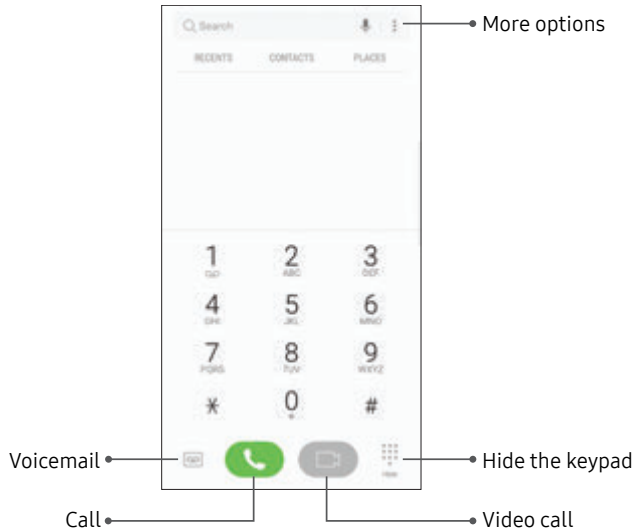 Search
More options
RECENTS CONTACTS PLACES
1 2 3
ABC DEF
4 5 6
GHI JKL MNO
7 8 9
PQRS TUV WXYZ
* 0 #
+
Voicemail
Hide the keypad
Call
Video call